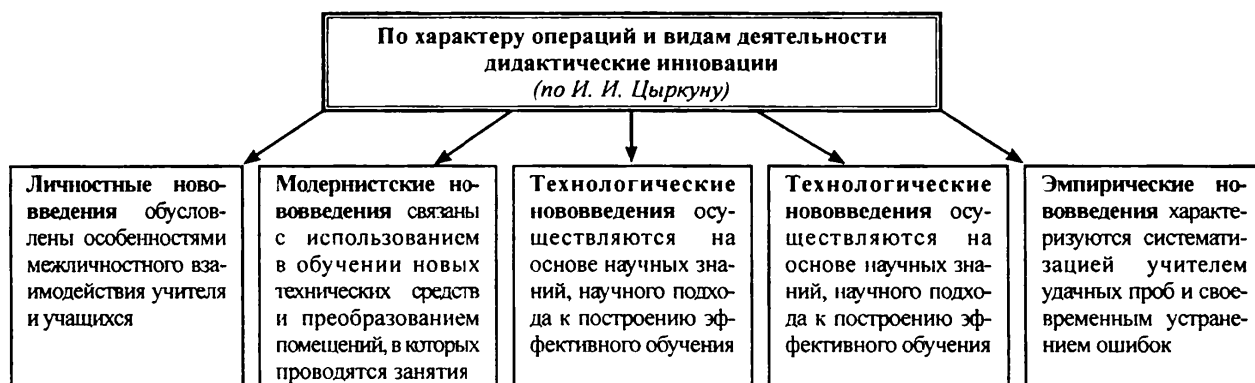 По характеру операций и видам деятельности
дидактические инновации
(по И. И. Цыркуну)
Личностные ново-
введения обуслов-
лены особенностями
межличностного вза-
имодействия учителя
и учащихся
Модернистские но-
вовведения связаны
с использованием
в обучении новых
технических средств
и преобразованием
помещений, в которых
проводятся занятия
Технологические
нововведения осу-
ществляются на
основе научных зна-
ний, научного подхо-
да к построению эф-
фективного обучения
Технологические
нововведения осу-
ществляются на
основе научных зна-
ний, научного подхо-
да к построению эф-
фективного обучения
Эмпирические но-
вовведения характе-
ризуются системати-
зацией учителем
удачных проб и свое-
временным устране-
нием ошибок